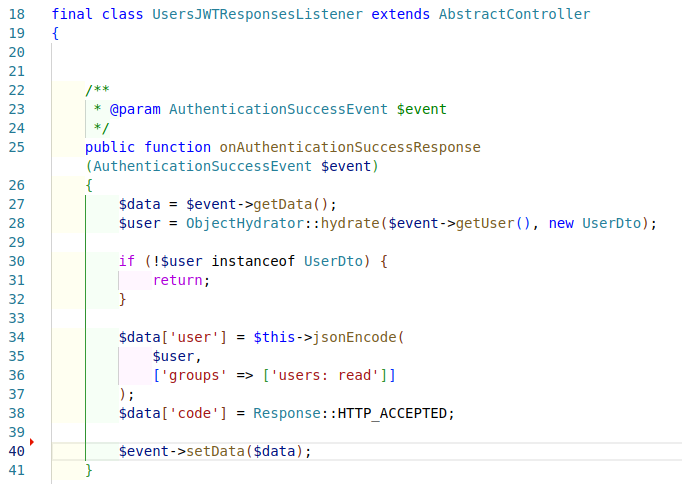 18 final class UsersJWTResponsesListener extends AbstractController
19 {
20
21
22 /**
23 * @param AuthenticationSuccessEvent $event
24 */
25 public function onAuthenticationSuccessResponse
(AuthenticationSuccessEvent $event)
26 {
27 $data = $event->getData();
28 $user = ObjectHydrator::hydrate($event->getUser(), new UserDto);
29
30 if (!$user instanceof UserDto) {
31 return;
32 }
33
34 $data['user'] = $this->jsonEncode(
35 $user,
36 ['groups' => ['users: read']]
37 );
38 $data['code'] = Response::HTTP_ACCEPTED;
39
40 $event->setData($data);
41 }